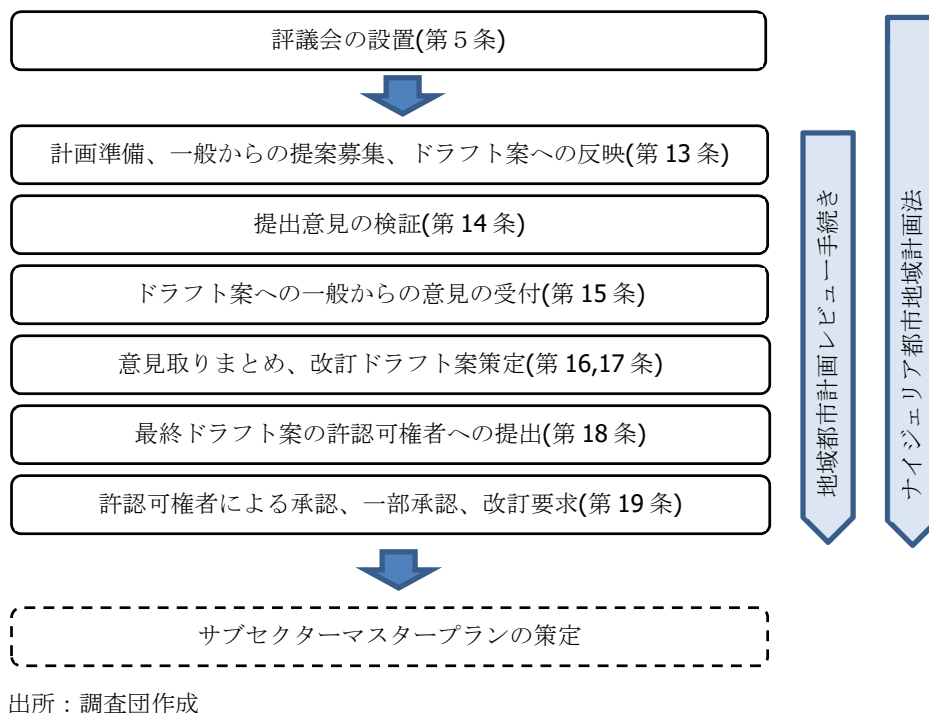 評議会の設置(第５条)
計画準備、一般からの提案募集、ドラフト案への反映(第 13 条)
提出意見の検証(第 14 条)
ドラフト案への一般からの意見の受付(第 15 条)
意見取りまとめ、改訂ドラフト案策定(第 16,17 条)
最終ドラフト案の許認可権者への提出(第 18 条)
許認可権者による承認、一部承認、改訂要求(第 19 条)
サブセクターマスタープランの策定
地域都市計画レビュー手続き
ナイジェリア都市地域計画法
出所：調査団作成